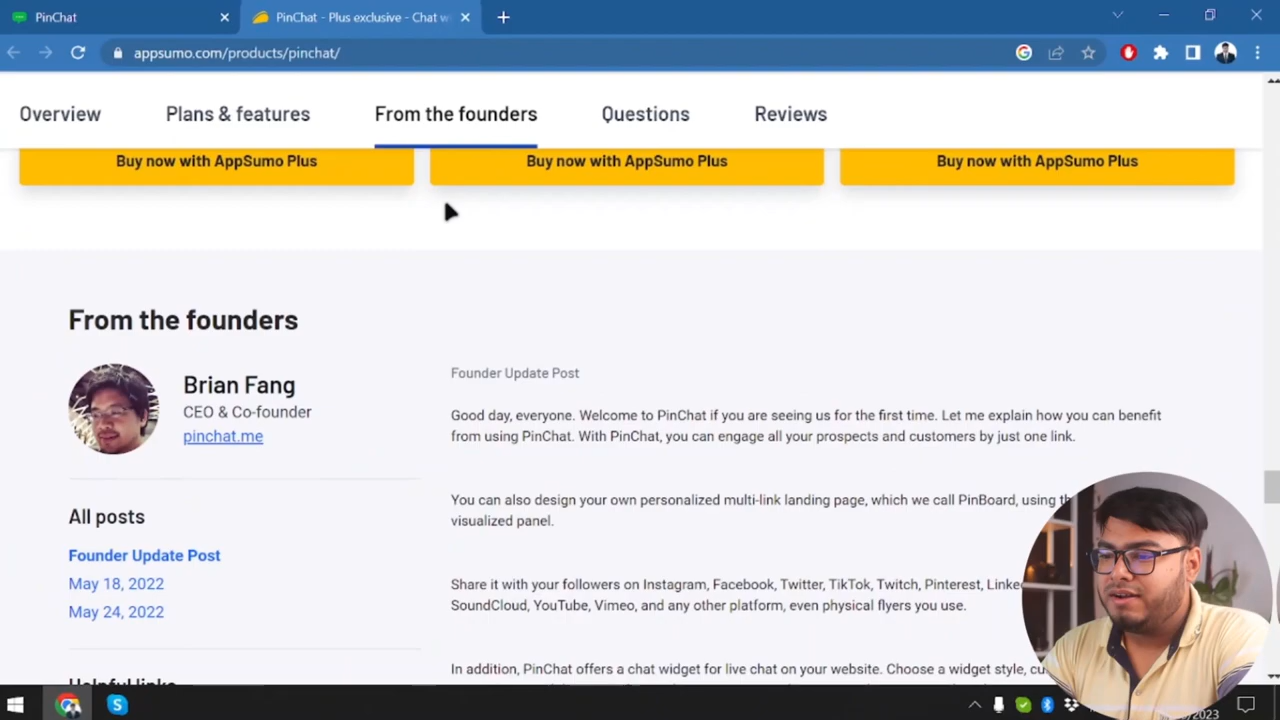 PinChat
PinChat - Plus exclusive - Chat w
appsumo.com/products/pinchat/
Overview
Plans & features
From the founders
Questions
Reviews
Buy now with AppSumo Plus
Buy now with AppSumo Plus
Buy now with AppSumo Plus
From the founders
Brian Fang
CEO & Co-founder
pinchat.me
All posts
Founder Update Post
May 18, 2022
May 24, 2022
Helpful links
Founder Update Post
Good day, everyone. Welcome to PinChat if you are seeing us for the first time. Let me explain how you can benefit
from using PinChat. With PinChat, you can engage all your prospects and customers by just one link.
You can also design your own personalized multi-link landing page, which we call PinBoard, using th
visualized panel.
Share it with your followers on Instagram, Facebook, Twitter, TikTok, Twitch, Pinterest, Linke
SoundCloud, YouTube, Vimeo, and any other platform, even physical flyers you use.
In addition, PinChat offers a chat widget for live chat on your website. Choose a widget style, cu